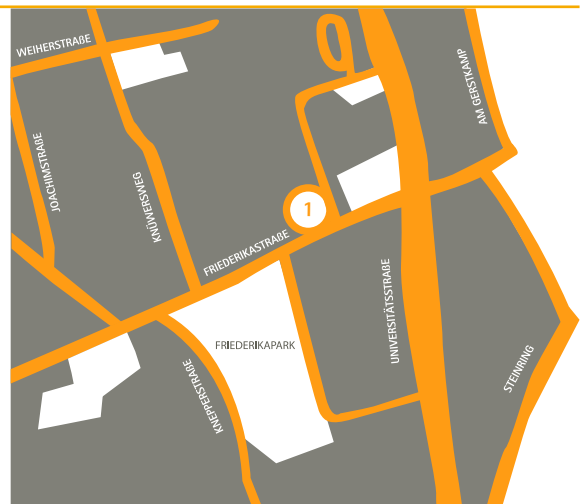 WEIHERSTRAßE
AM GERSTKAMP
JOACHIMSTRAßE
KNÜWERSWEG
1
FRIEDERIKASTRAßE
UNIVERSITÄTSSTRAßE
FRIEDERIKAPARK
KNEPPERSTRAßE
STEINRING